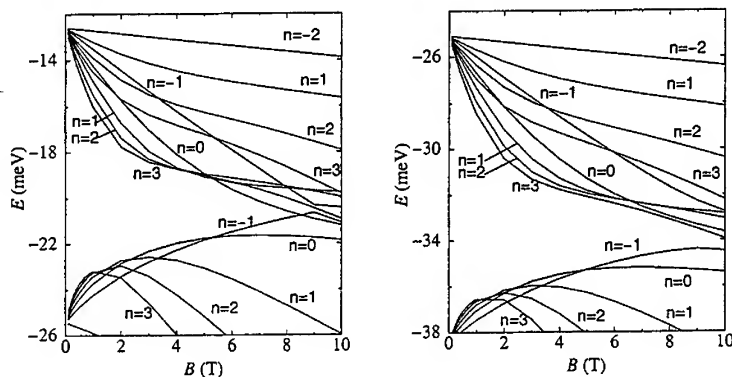 -14
-18
-22
-26
E (meV)
n=-2
n=1
n=-1
n=2
n=1
n=2
n=0
n=3
n=3
n=-1
n=0
n=1
n=2
n=3
0 2 4 6 8 10
B (T)
-26
-30
-34
-38
E (meV)
n=-2
n=1
n=-1
n=2
n=1
n=2
n=0
n=3
n=3
n=-1
n=0
n=1
n=2
n=3
0 2 4 6 8 10
B (T)